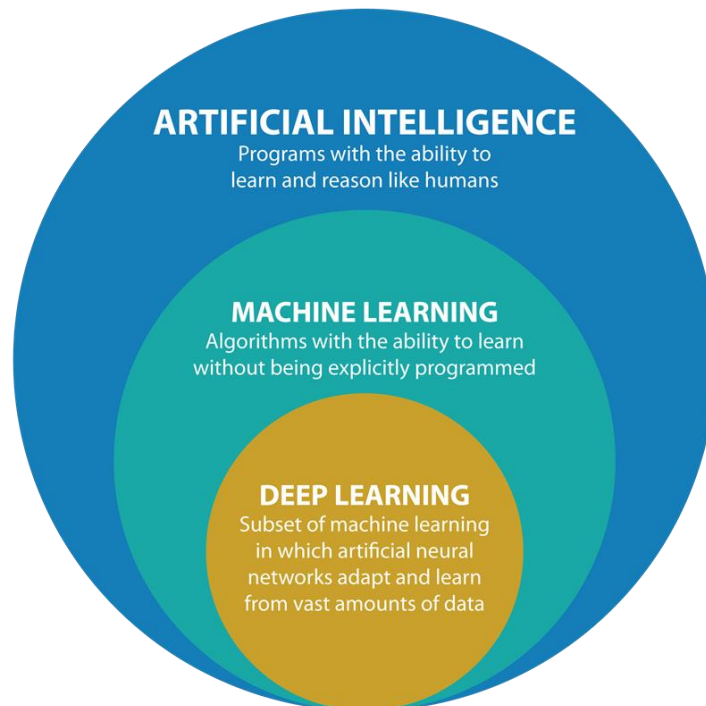 ARTIFICIAL INTELLIGENCE
Programs with the ability to
learn and reason like humans
MACHINE LEARNING
Algorithms with the ability to learn
without being explicitly programmed
DEEP LEARNING
Subset of machine learning
in which artificial neural
networks adapt and learn
from vast amounts of data